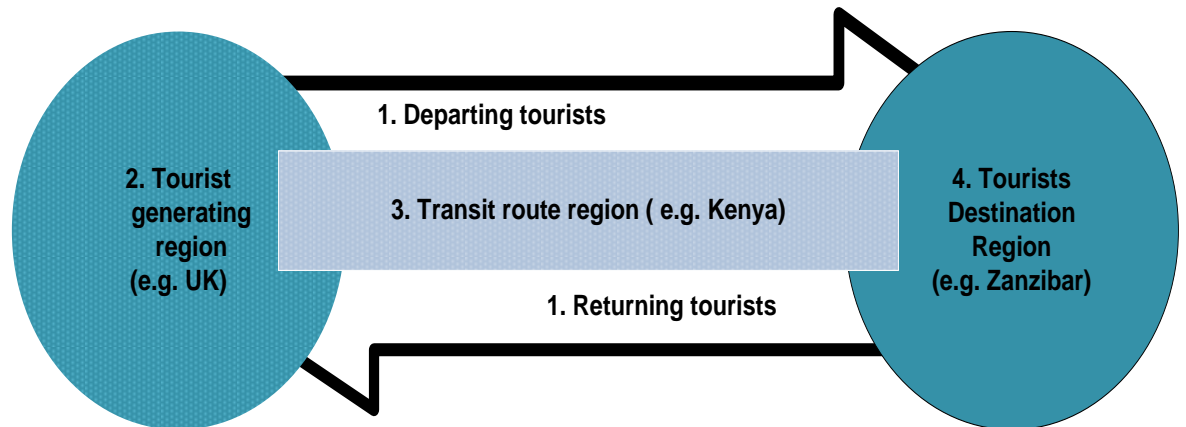 1. Departing tourists
2. Tourist
generating
region
(e.g. UK)
3. Transit route region ( e.g. Kenya)
4. Tourists
Destination
Region
(e.g. Zanzibar)
1. Returning tourists